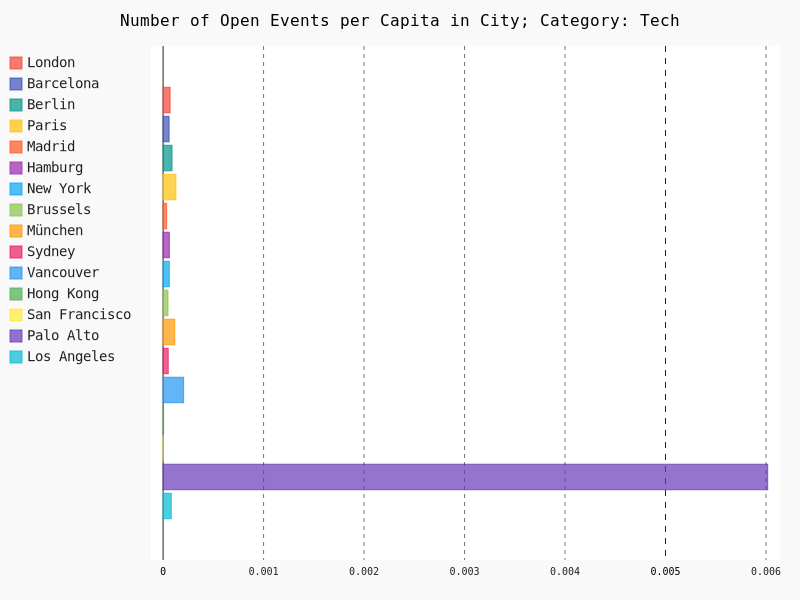 Number of Open Events per Capita in City; Category: Tech
London
Barcelona
Berlin
Paris
Madrid
Hamburg
New York
Brussels
München
Sydney
Vancouver
Hong Kong
San Francisco
Palo Alto
Los Angeles
0 0.001 0.002 0.003 0.004 0.005 0.006